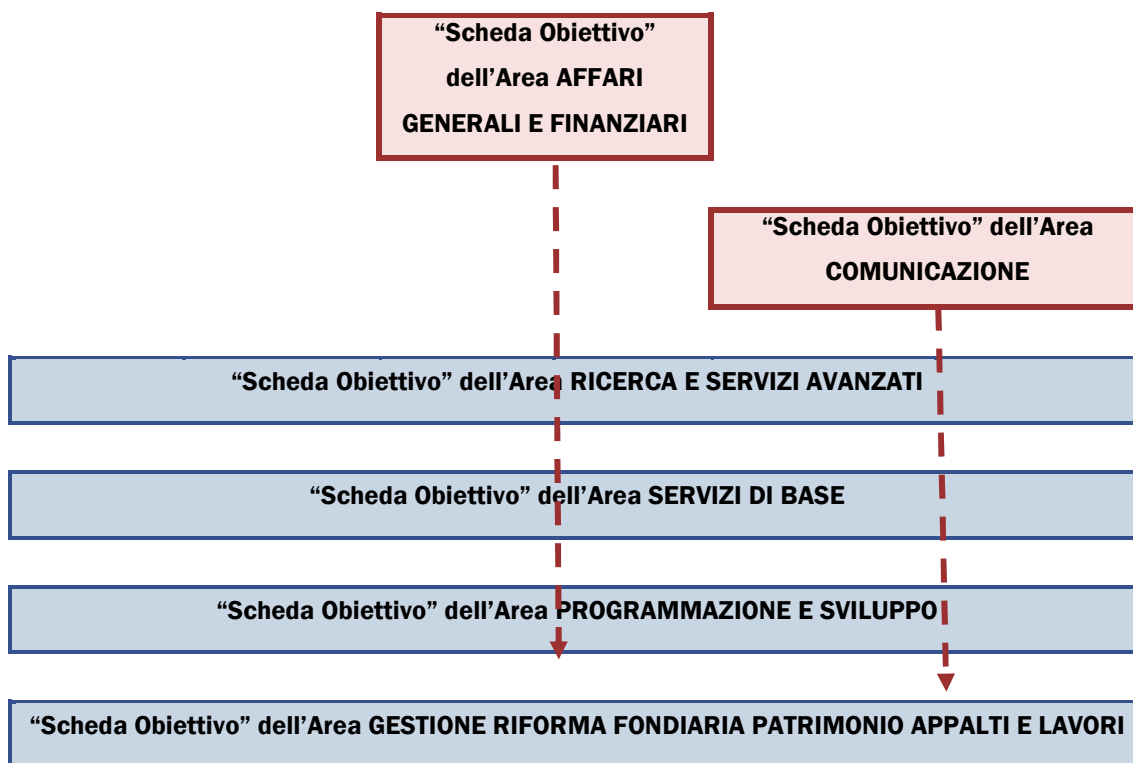 “Scheda Obiettivo”
dell’Area AFFARI
GENERALI E FINANZIARI
“Scheda Obiettivo” dell’Area
COMUNICAZIONE
“Scheda Obiettivo” dell’Area RICERCA E SERVIZI AVANZATI
“Scheda Obiettivo” dell’Area SERVIZI DI BASE
“Scheda Obiettivo” dell’Area PROGRAMMAZIONE E SVILUPPO
“Scheda Obiettivo” dell’Area GESTIONE RIFORMA FONDIARIA PATRIMONIO APPALTI E LAVORI